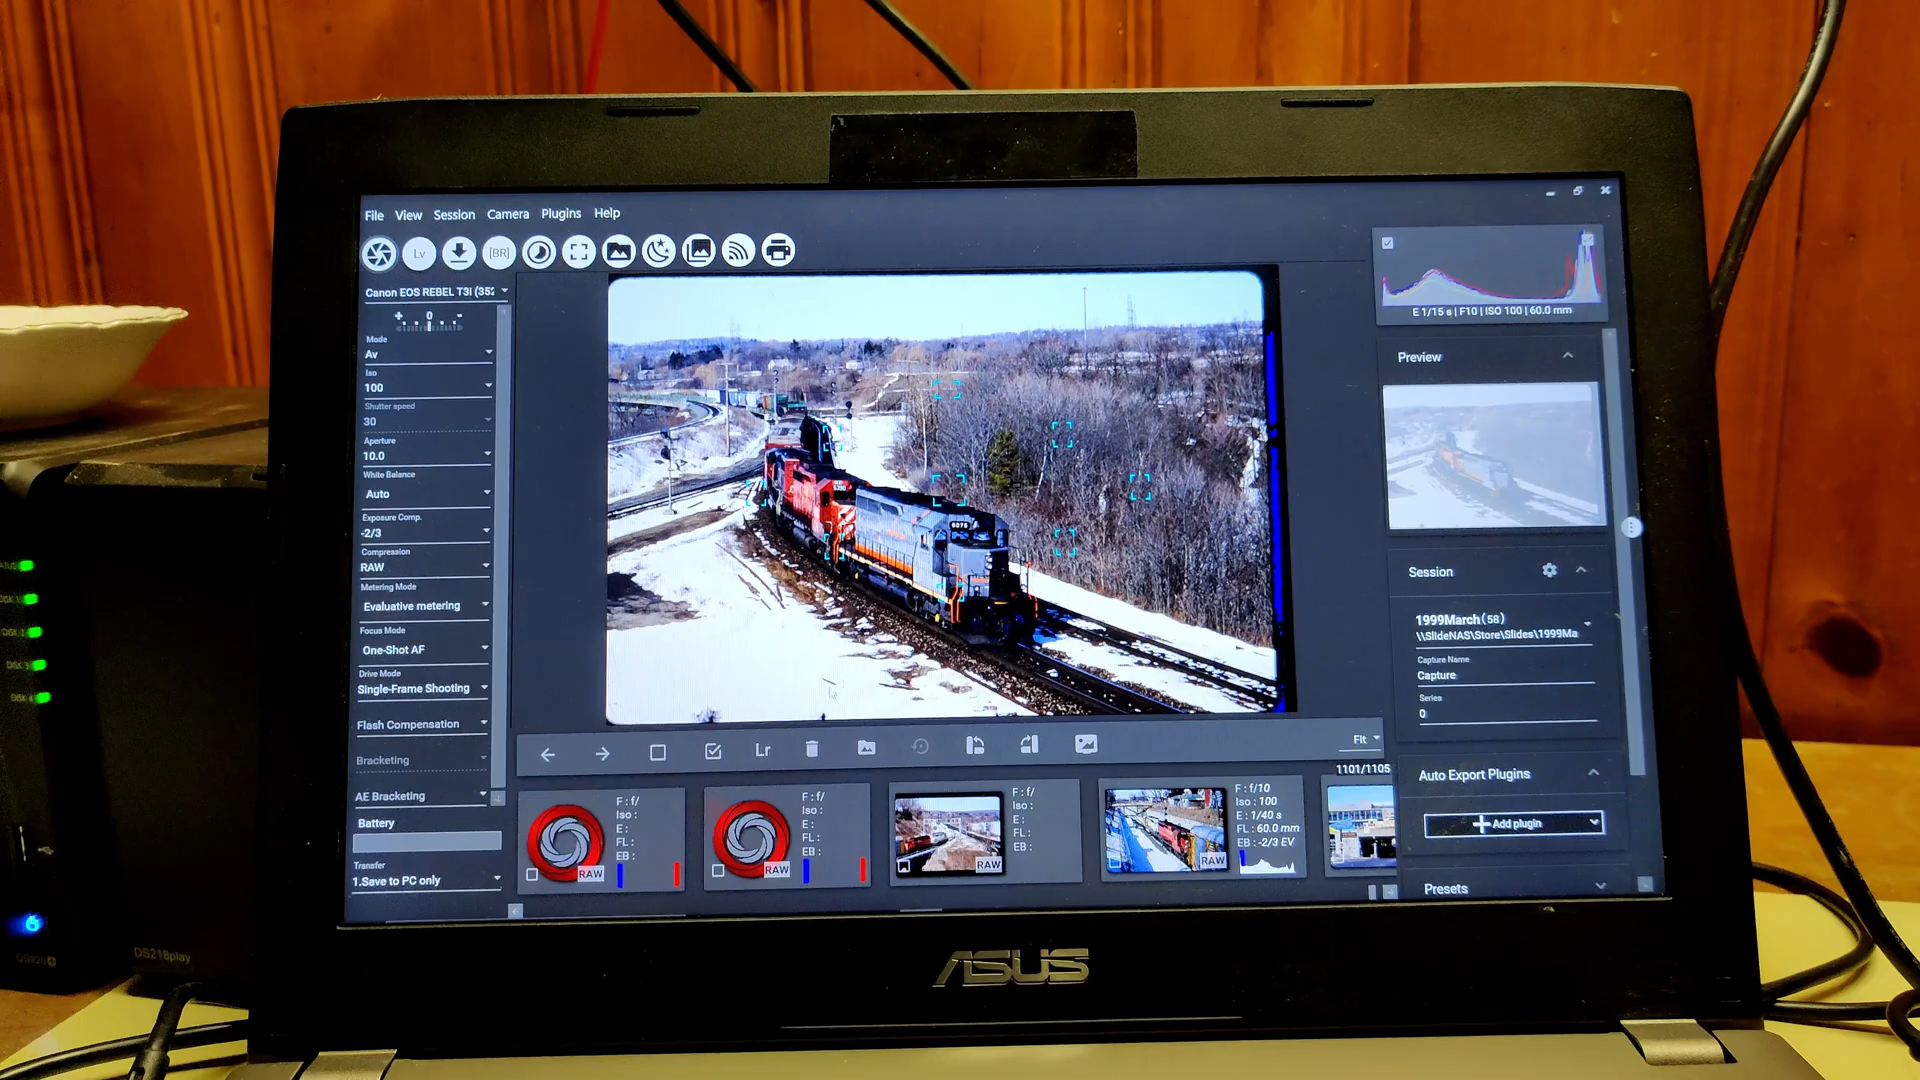 File View Session Camera Plugins Help
Lv [BR]
Canon EOS REBEL T3i (352
+ 0 -
Mode
Av
Iso
100
Shutter speed
30
Aperture
10.0
White Balance
Auto
Exposure Comp.
-2/3
Compression
RAW
Metering Mode
Evaluative metering
Focus Mode
One-Shot AF
Drive Mode
Single-Frame Shooting
Flash Compensation
Bracketing
AE Bracketing
Battery
Transfer
1.Save to PC only
6075
E 1/15 s | F10 | ISO 100 | 60.0 mm
Preview
Session
1999March(58)
\\SlideNAS\Store\Slides\1999Ma
Capture Name
Capture
Series
0
Auto Export Plugins
Add plugin
Presets
Lr
Fit
1101/1105
F : f/
Iso :
E :
FL :
EB :
RAW
F : f/
Iso :
E :
FL :
EB :
RAW
F : f/
Iso :
E :
FL :
EB :
RAW
F : f/10
Iso : 100
E : 1/40 s
FL : 60.0 mm
EB : -2/3 EV
RAW
ASUS
DS218play